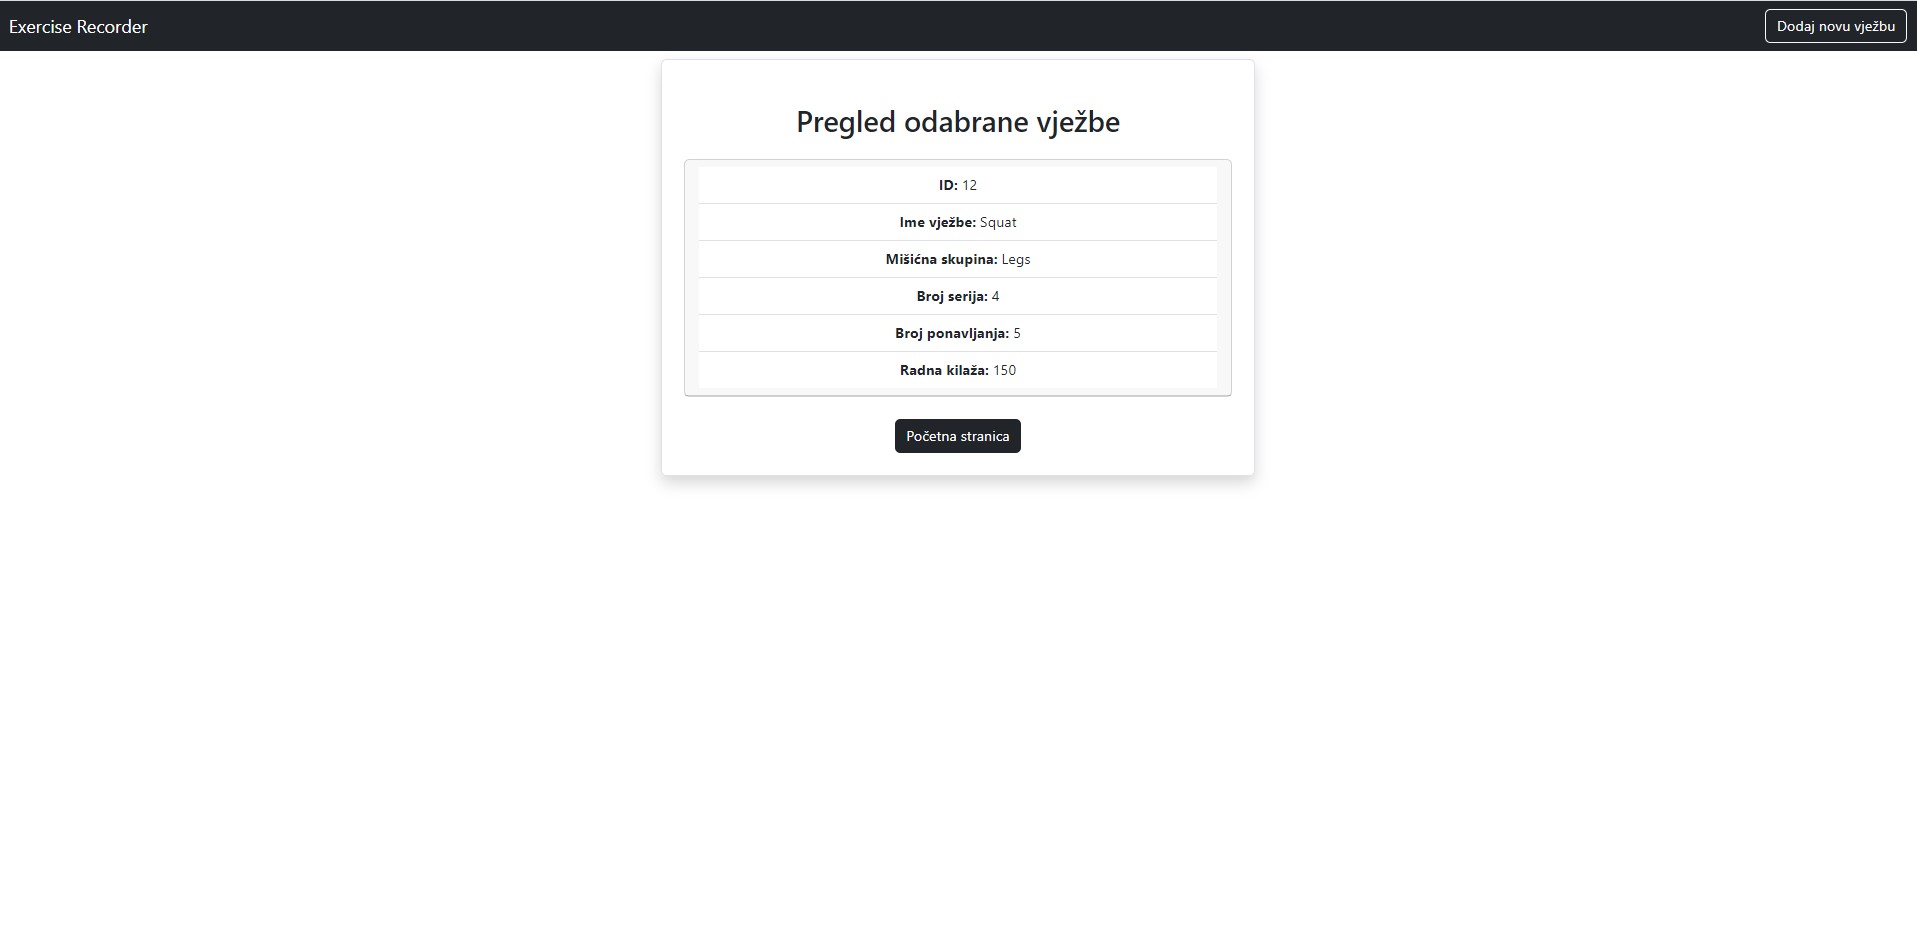 Exercise Recorder
Dodaj novu vježbu
Pregled odabrane vježbe
ID: 12
Ime vježbe: Squat
Mišićna skupina: Legs
Broj serija: 4
Broj ponavljanja: 5
Radna kilaža: 150
Početna stranica